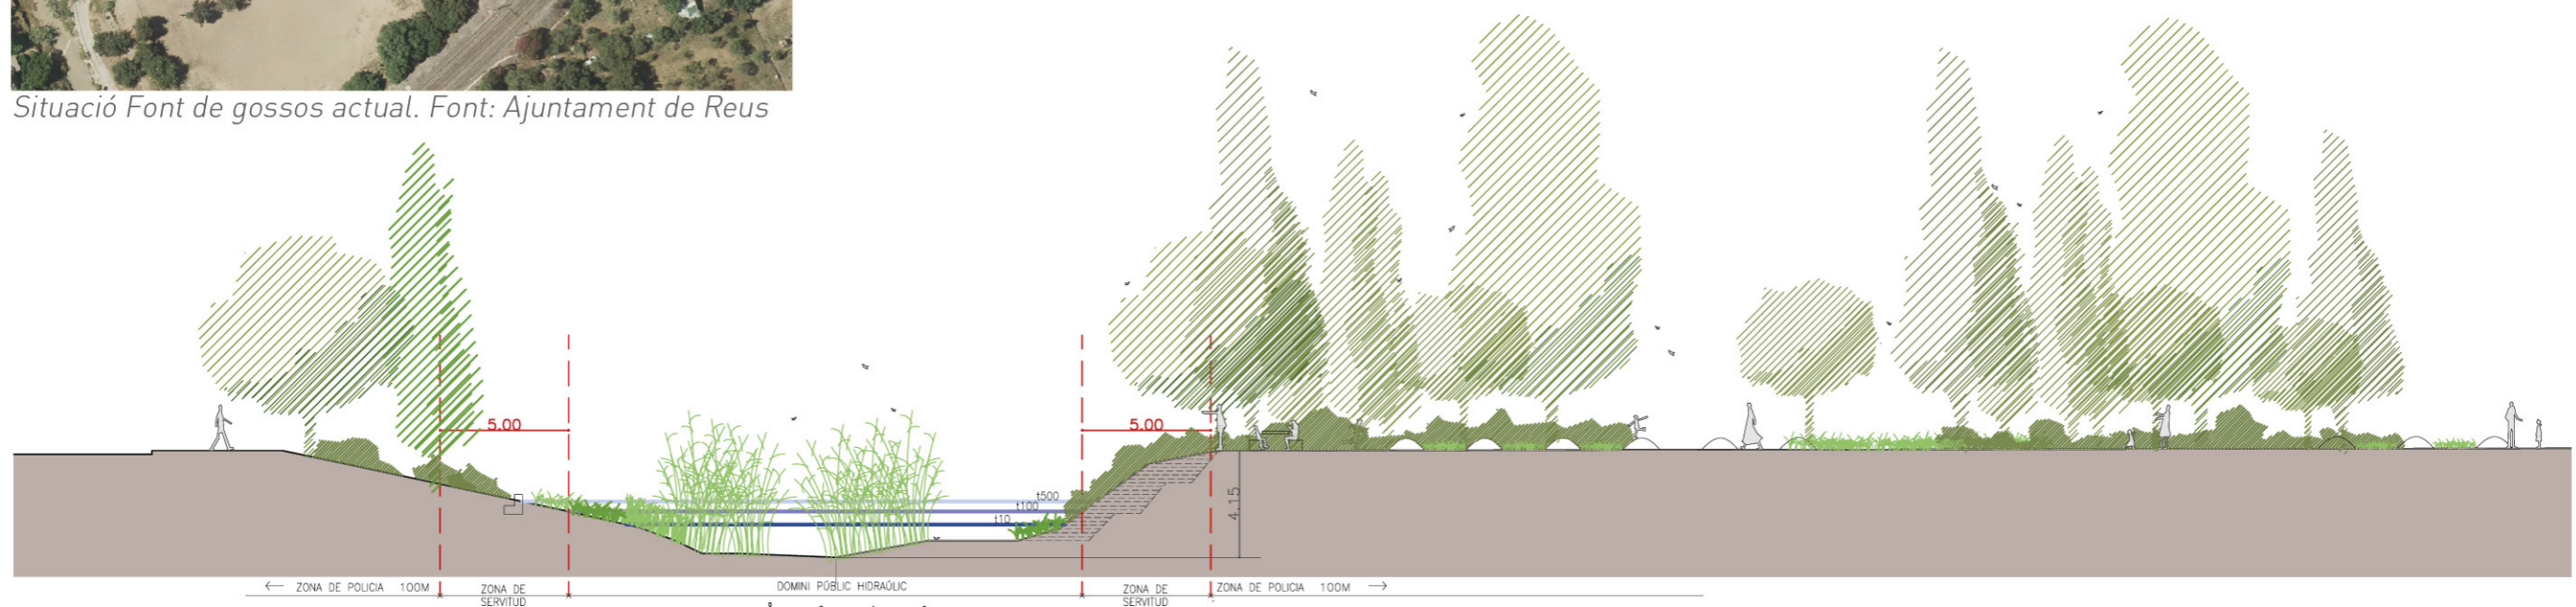 Situació Font de gossos actual. Font: Ajuntament de Reus
5.00
5.00
t500
t100
t10
4.15
← ZONA DE POLICIA 100M
ZONA DE
SERVITUD
DOMINI PÚBLIC HIDRAÚLIC
ZONA DE
SERVITUD
ZONA DE POLICIA 100M →